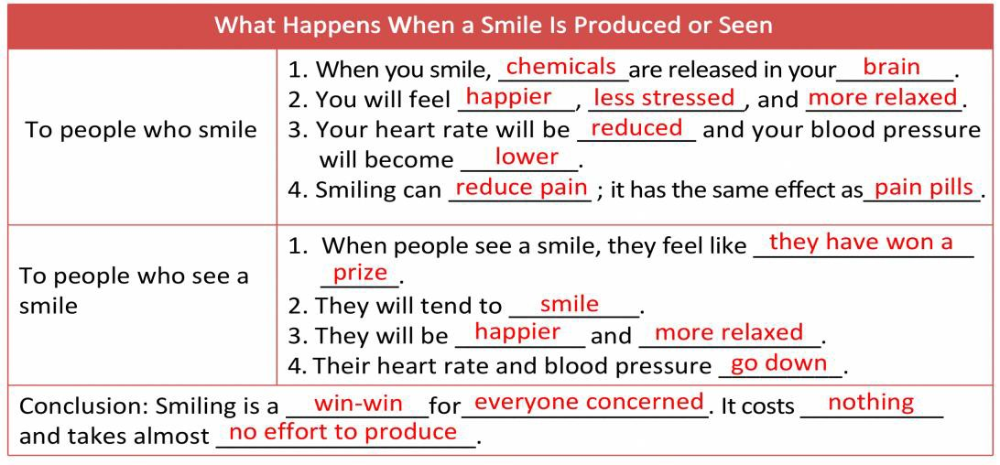 What Happens When a Smile Is Produced or Seen
To people who smile
1. When you smile, chemicals are released in your brain.
2. You will feel happier, less stressed, and more relaxed.
3. Your heart rate will be reduced and your blood pressure
will become lower.
4. Smiling can reduce pain; it has the same effect as pain pills.
To people who see a
smile
1. When people see a smile, they feel like they have won a
prize.
2. They will tend to smile.
3. They will be happier and more relaxed.
4. Their heart rate and blood pressure go down.
Conclusion: Smiling is a win-win for everyone concerned. It costs nothing
and takes almost no effort to produce.